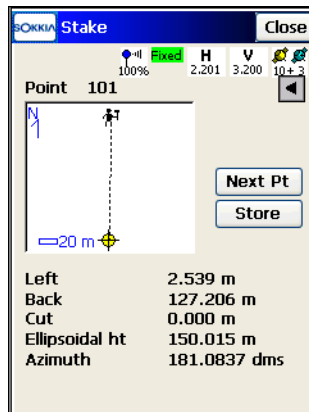 SOKKIA Stake Close
Fixed H V
100% 2.201 3.200 10+ 3
Point 101
N
20 m
Next Pt
Store
Left 2.539 m
Back 127.206 m
Cut 0.000 m
Ellipsoidal ht 150.015 m
Azimuth 181.0837 dms